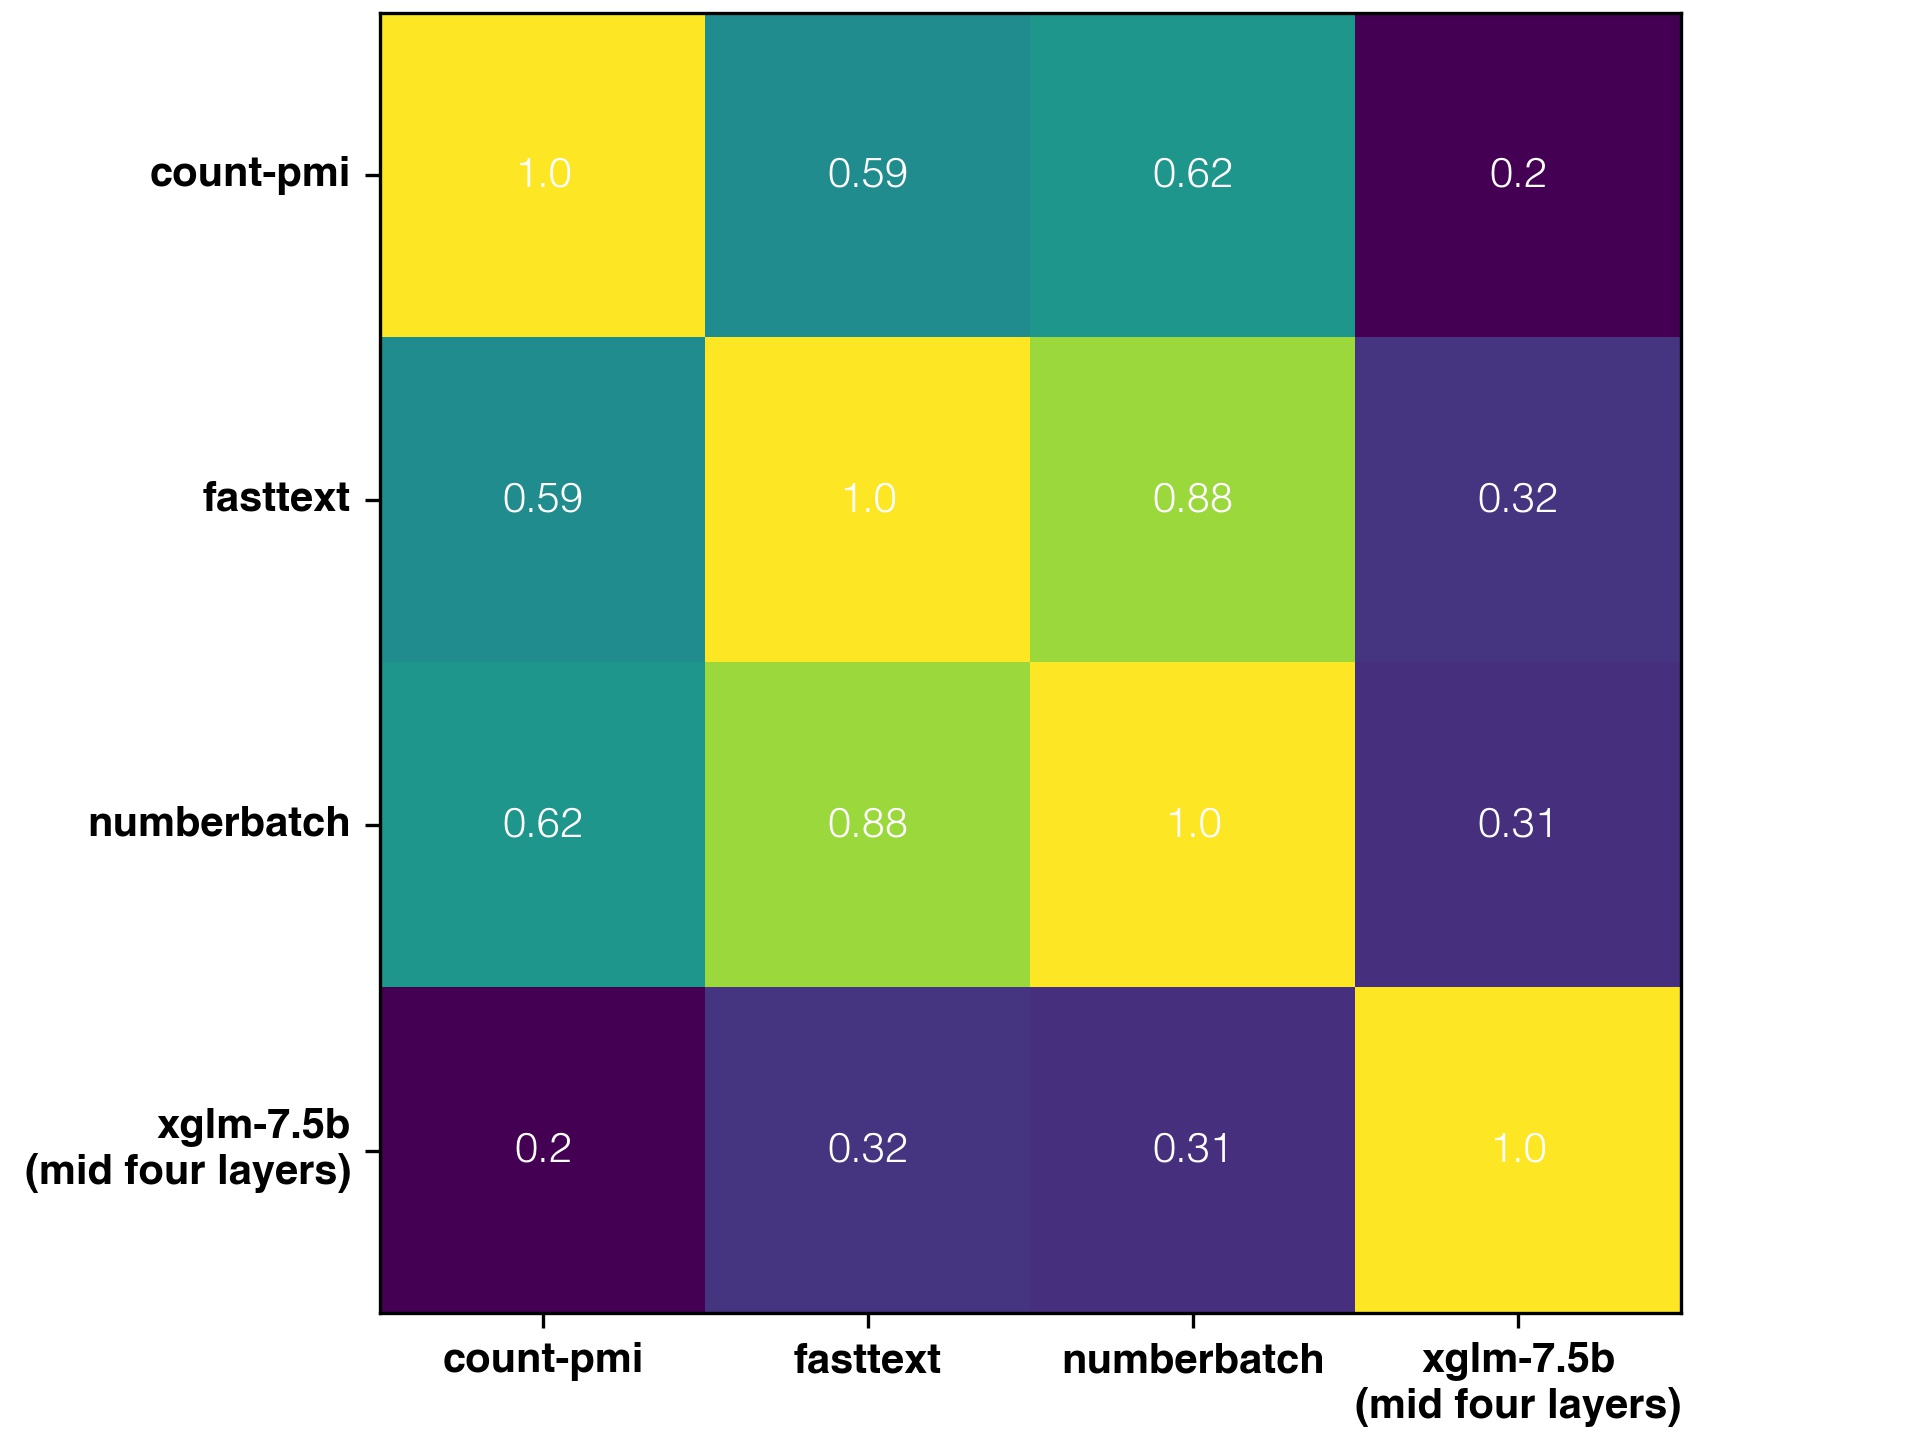 count-pmi 1.0 0.59 0.62 0.2
fasttext 0.59 1.0 0.88 0.32
numberbatch 0.62 0.88 1.0 0.31
xglm-7.5b
(mid four layers) 0.2 0.32 0.31 1.0
count-pmi fasttext numberbatch xglm-7.5b
(mid four layers)